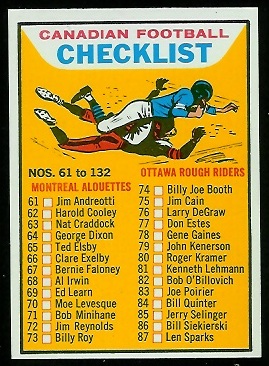 CANADIAN FOOTBALL
CHECKLIST
NOS. 61 to 132
MONTREAL ALOUETTES
61 Jim Andreotti
62 Harold Cooley
63 Nat Craddock
64 George Dixon
65 Ted Elsby
66 Clare Exelby
67 Bernie Faloney
68 Al Irwin
69 Ed Learn
70 Moe Levesque
71 Bob Minihane
72 Jim Reynolds
73 Billy Roy
OTTAWA ROUGH RIDERS
74 Billy Joe Booth
75 Jim Cain
76 Larry DeGraw
77 Don Estes
78 Gene Gaines
79 John Kenerson
80 Roger Kramer
81 Kenneth Lehmann
82 Bob O'Billovich
83 Joe Poirier
84 Bill Quinter
85 Jerry Selinger
86 Bill Siekierski
87 Len Sparks